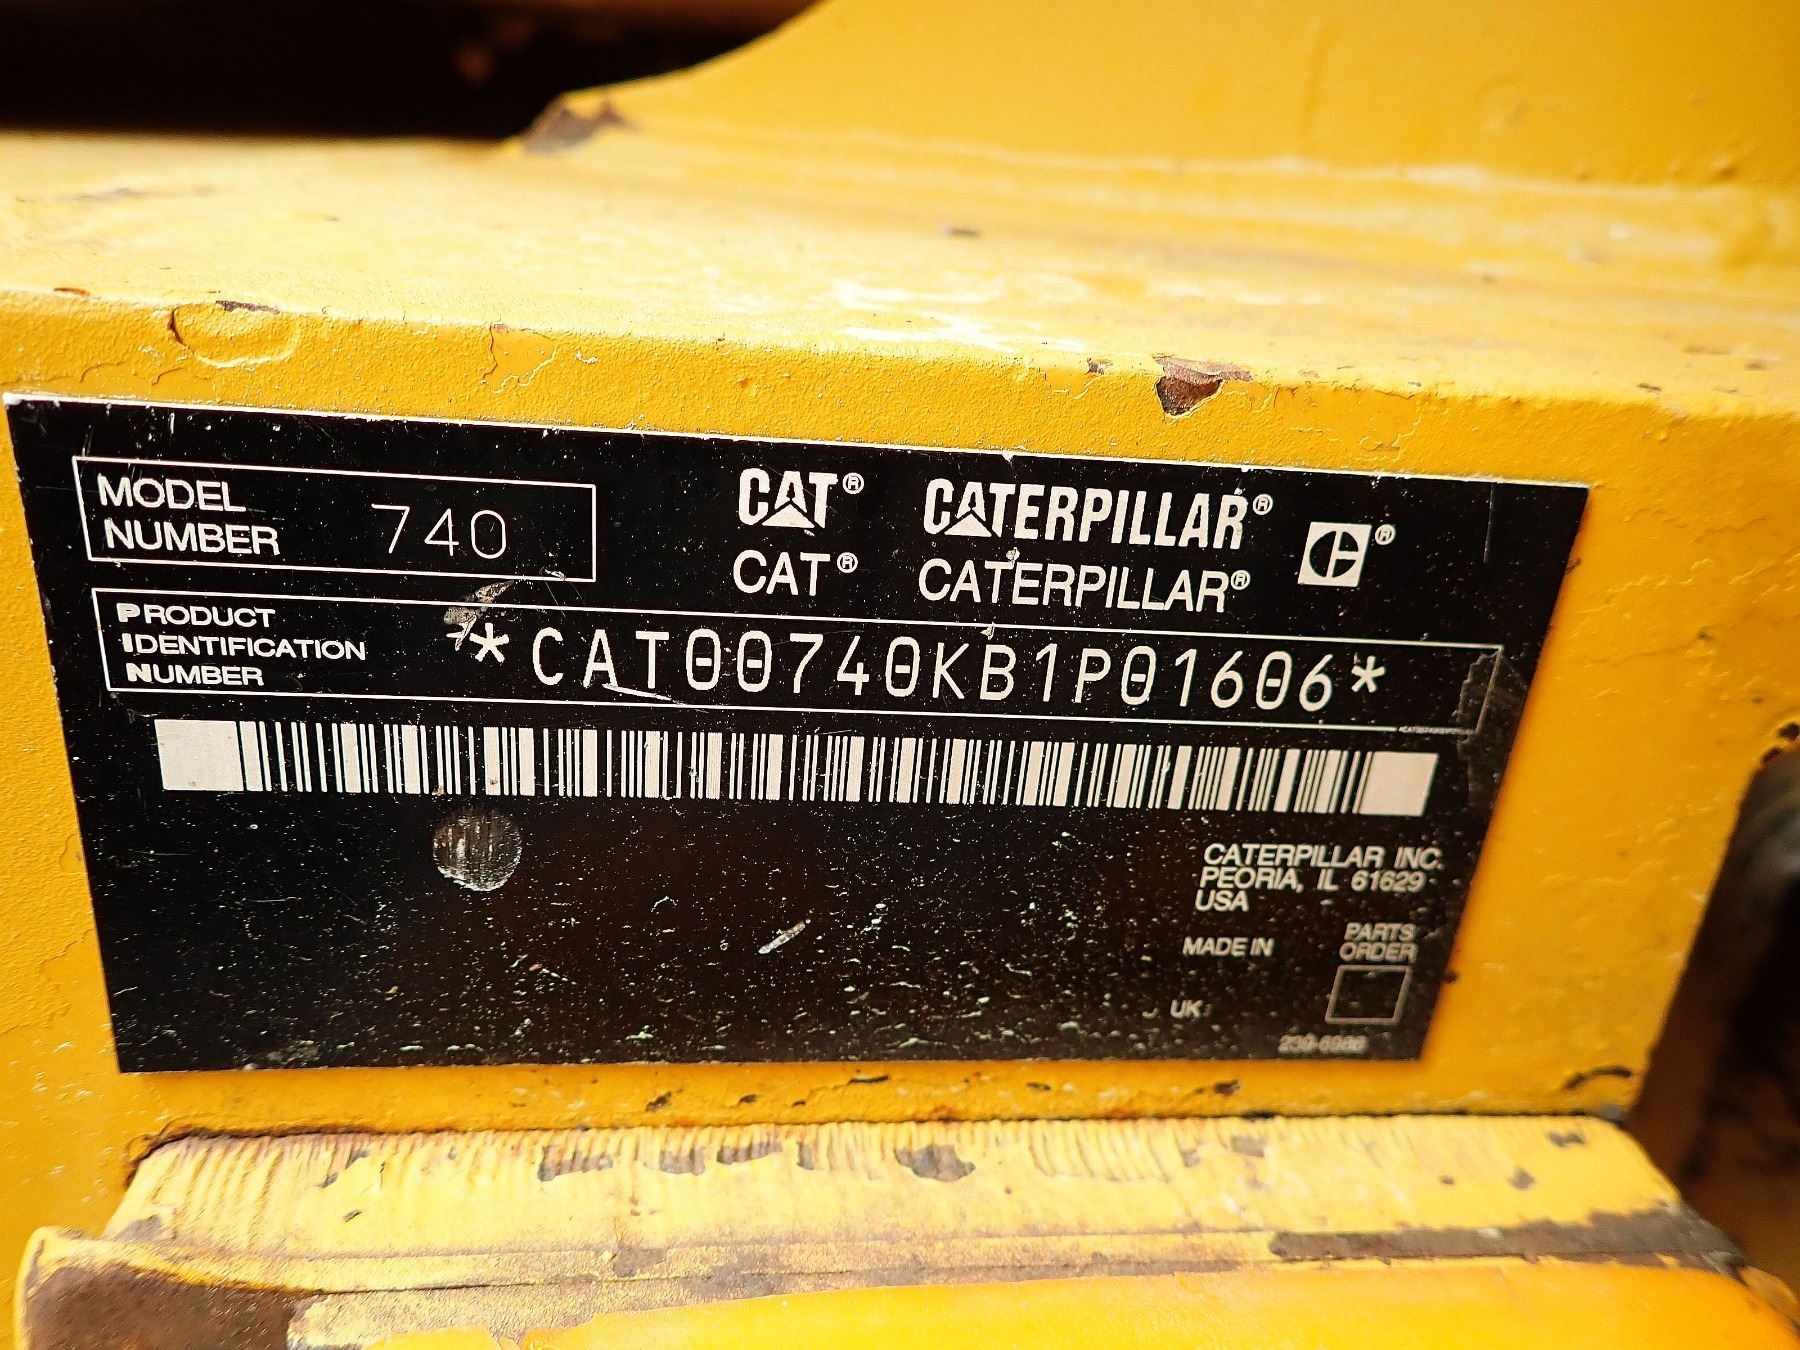 MODEL
NUMBER 740
CAT® CATERPILLAR® ®
CAT® CATERPILLAR®
PRODUCT
IDENTIFICATION
NUMBER
*CAT00740KB1P01606*
CATERPILLAR INC.
PEORIA, IL 61629
USA
MADE IN
PARTS
ORDER
UK